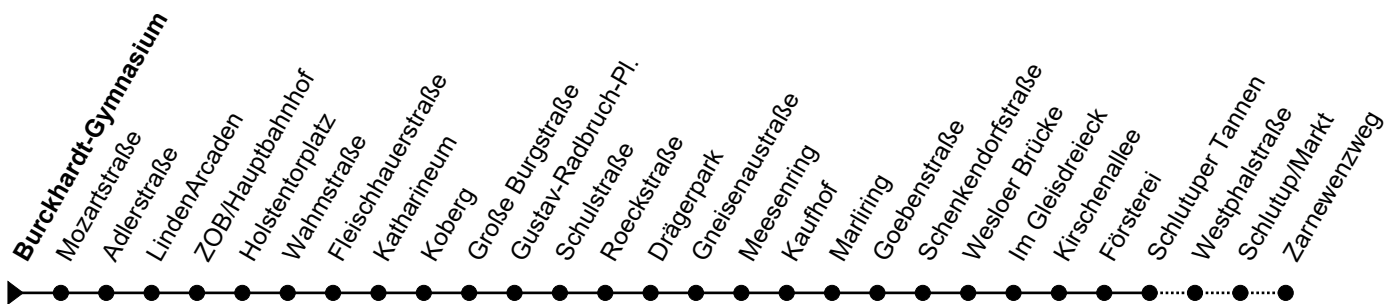 Burckhardt-Gymnasium
Mozartstraße
Adlerstraße
LindenArcaden
ZOB/Hauptbahnhof
Holstentorplatz
Wahmstraße
Fleischhauerstraße
Katharineum
Koberg
Große Burgstraße
Gustav-Radbruch-Pl.
Schulstraße
Roeckstraße
Drägerpark
Gneisenaustraße
Meesenring
Kaufhof
Marliring
Goebenstraße
Schenkendorfstraße
Wesloer Brücke
Im Gleisdreieck
Kirschenallee
Försterei
Schlutuper Tannen
Westphalstraße
Schlutup/Markt
Zarnewenzweg